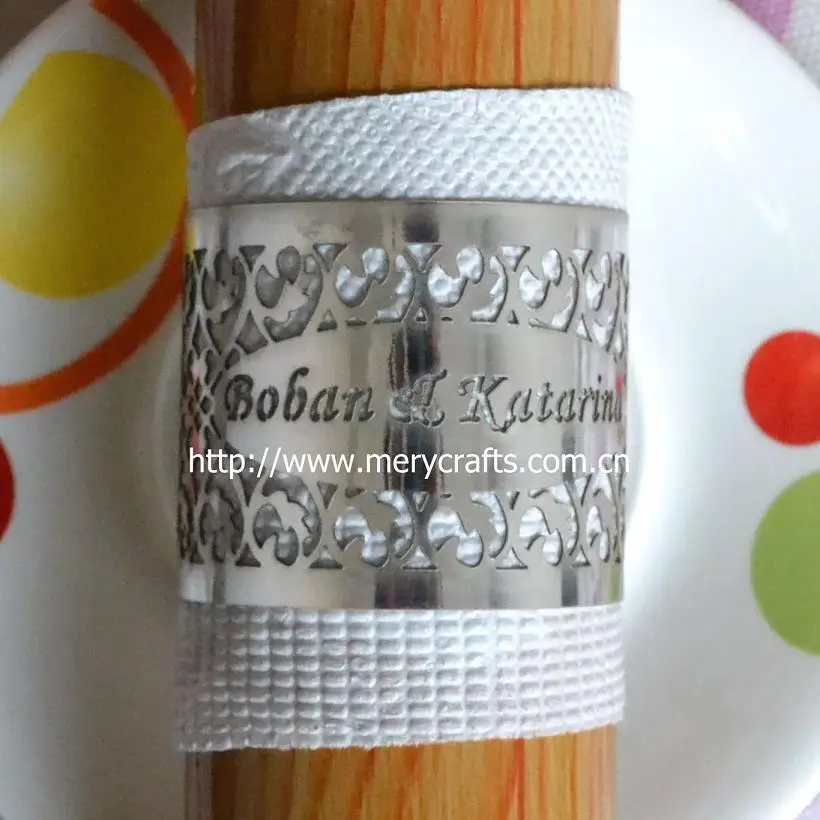 Boban & Katarina
http://www.merycrafts.com.cn